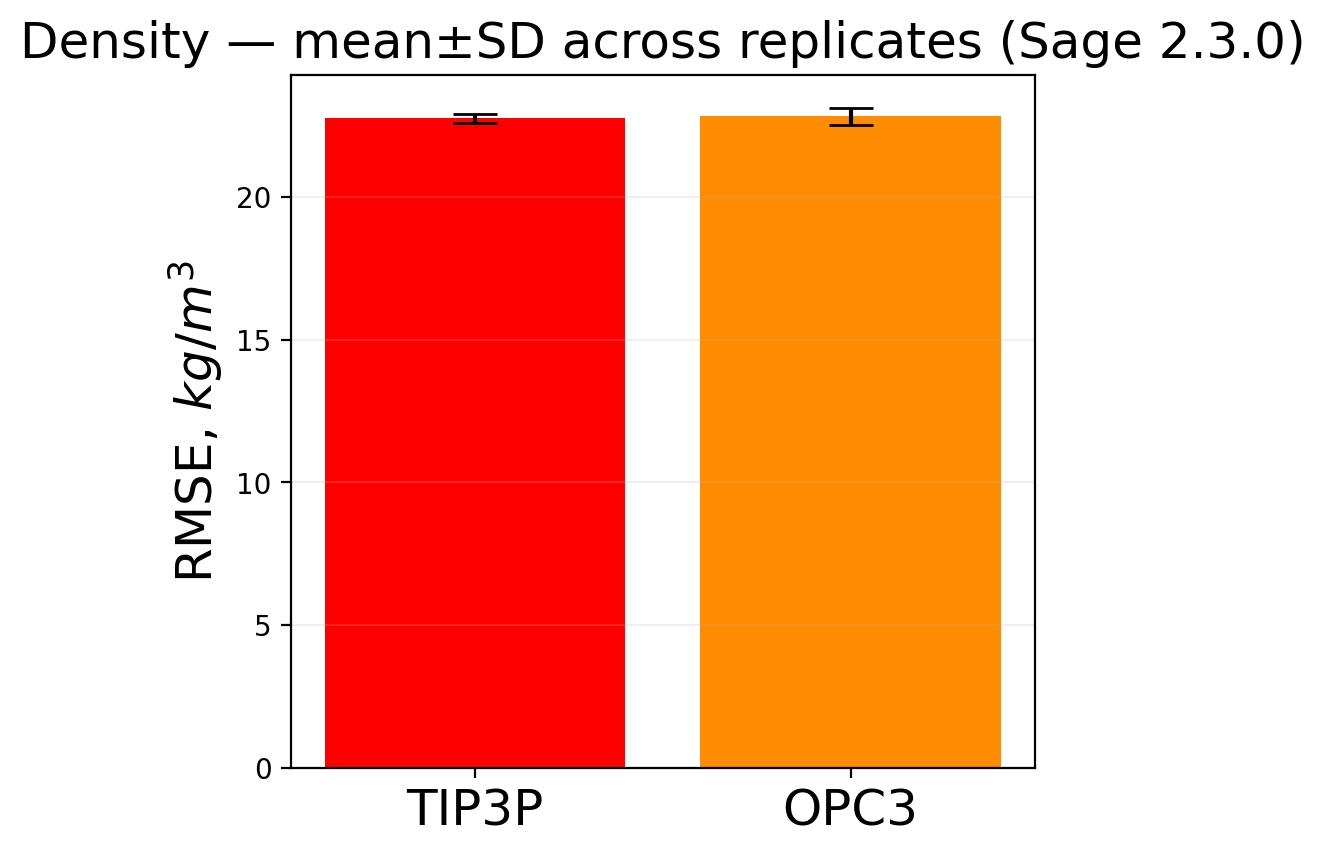 Density — mean±SD across replicates (Sage 2.3.0)
RMSE, kg/m³
20
15
10
5
0
TIP3P
OPC3